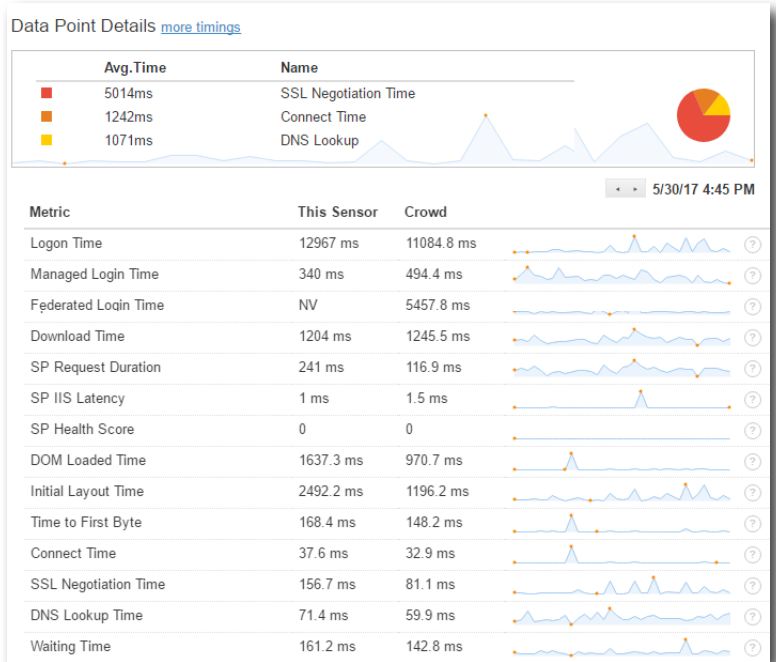 Data Point Details more timings
Avg.Time Name
5014ms SSL Negotiation Time
1242ms Connect Time
1071ms DNS Lookup
5/30/17 4:45 PM
Metric This Sensor Crowd
Logon Time 12967 ms 11084.8 ms ?
Managed Login Time 340 ms 494.4 ms ?
Federated Login Time NV 5457.8 ms ?
Download Time 1204 ms 1245.5 ms ?
SP Request Duration 241 ms 116.9 ms ?
SP IIS Latency 1 ms 1.5 ms ?
SP Health Score 0 0 ?
DOM Loaded Time 1637.3 ms 970.7 ms ?
Initial Layout Time 2492.2 ms 1196.2 ms ?
Time to First Byte 168.4 ms 148.2 ms ?
Connect Time 37.6 ms 32.9 ms ?
SSL Negotiation Time 156.7 ms 81.1 ms ?
DNS Lookup Time 71.4 ms 59.9 ms ?
Waiting Time 161.2 ms 142.8 ms ?